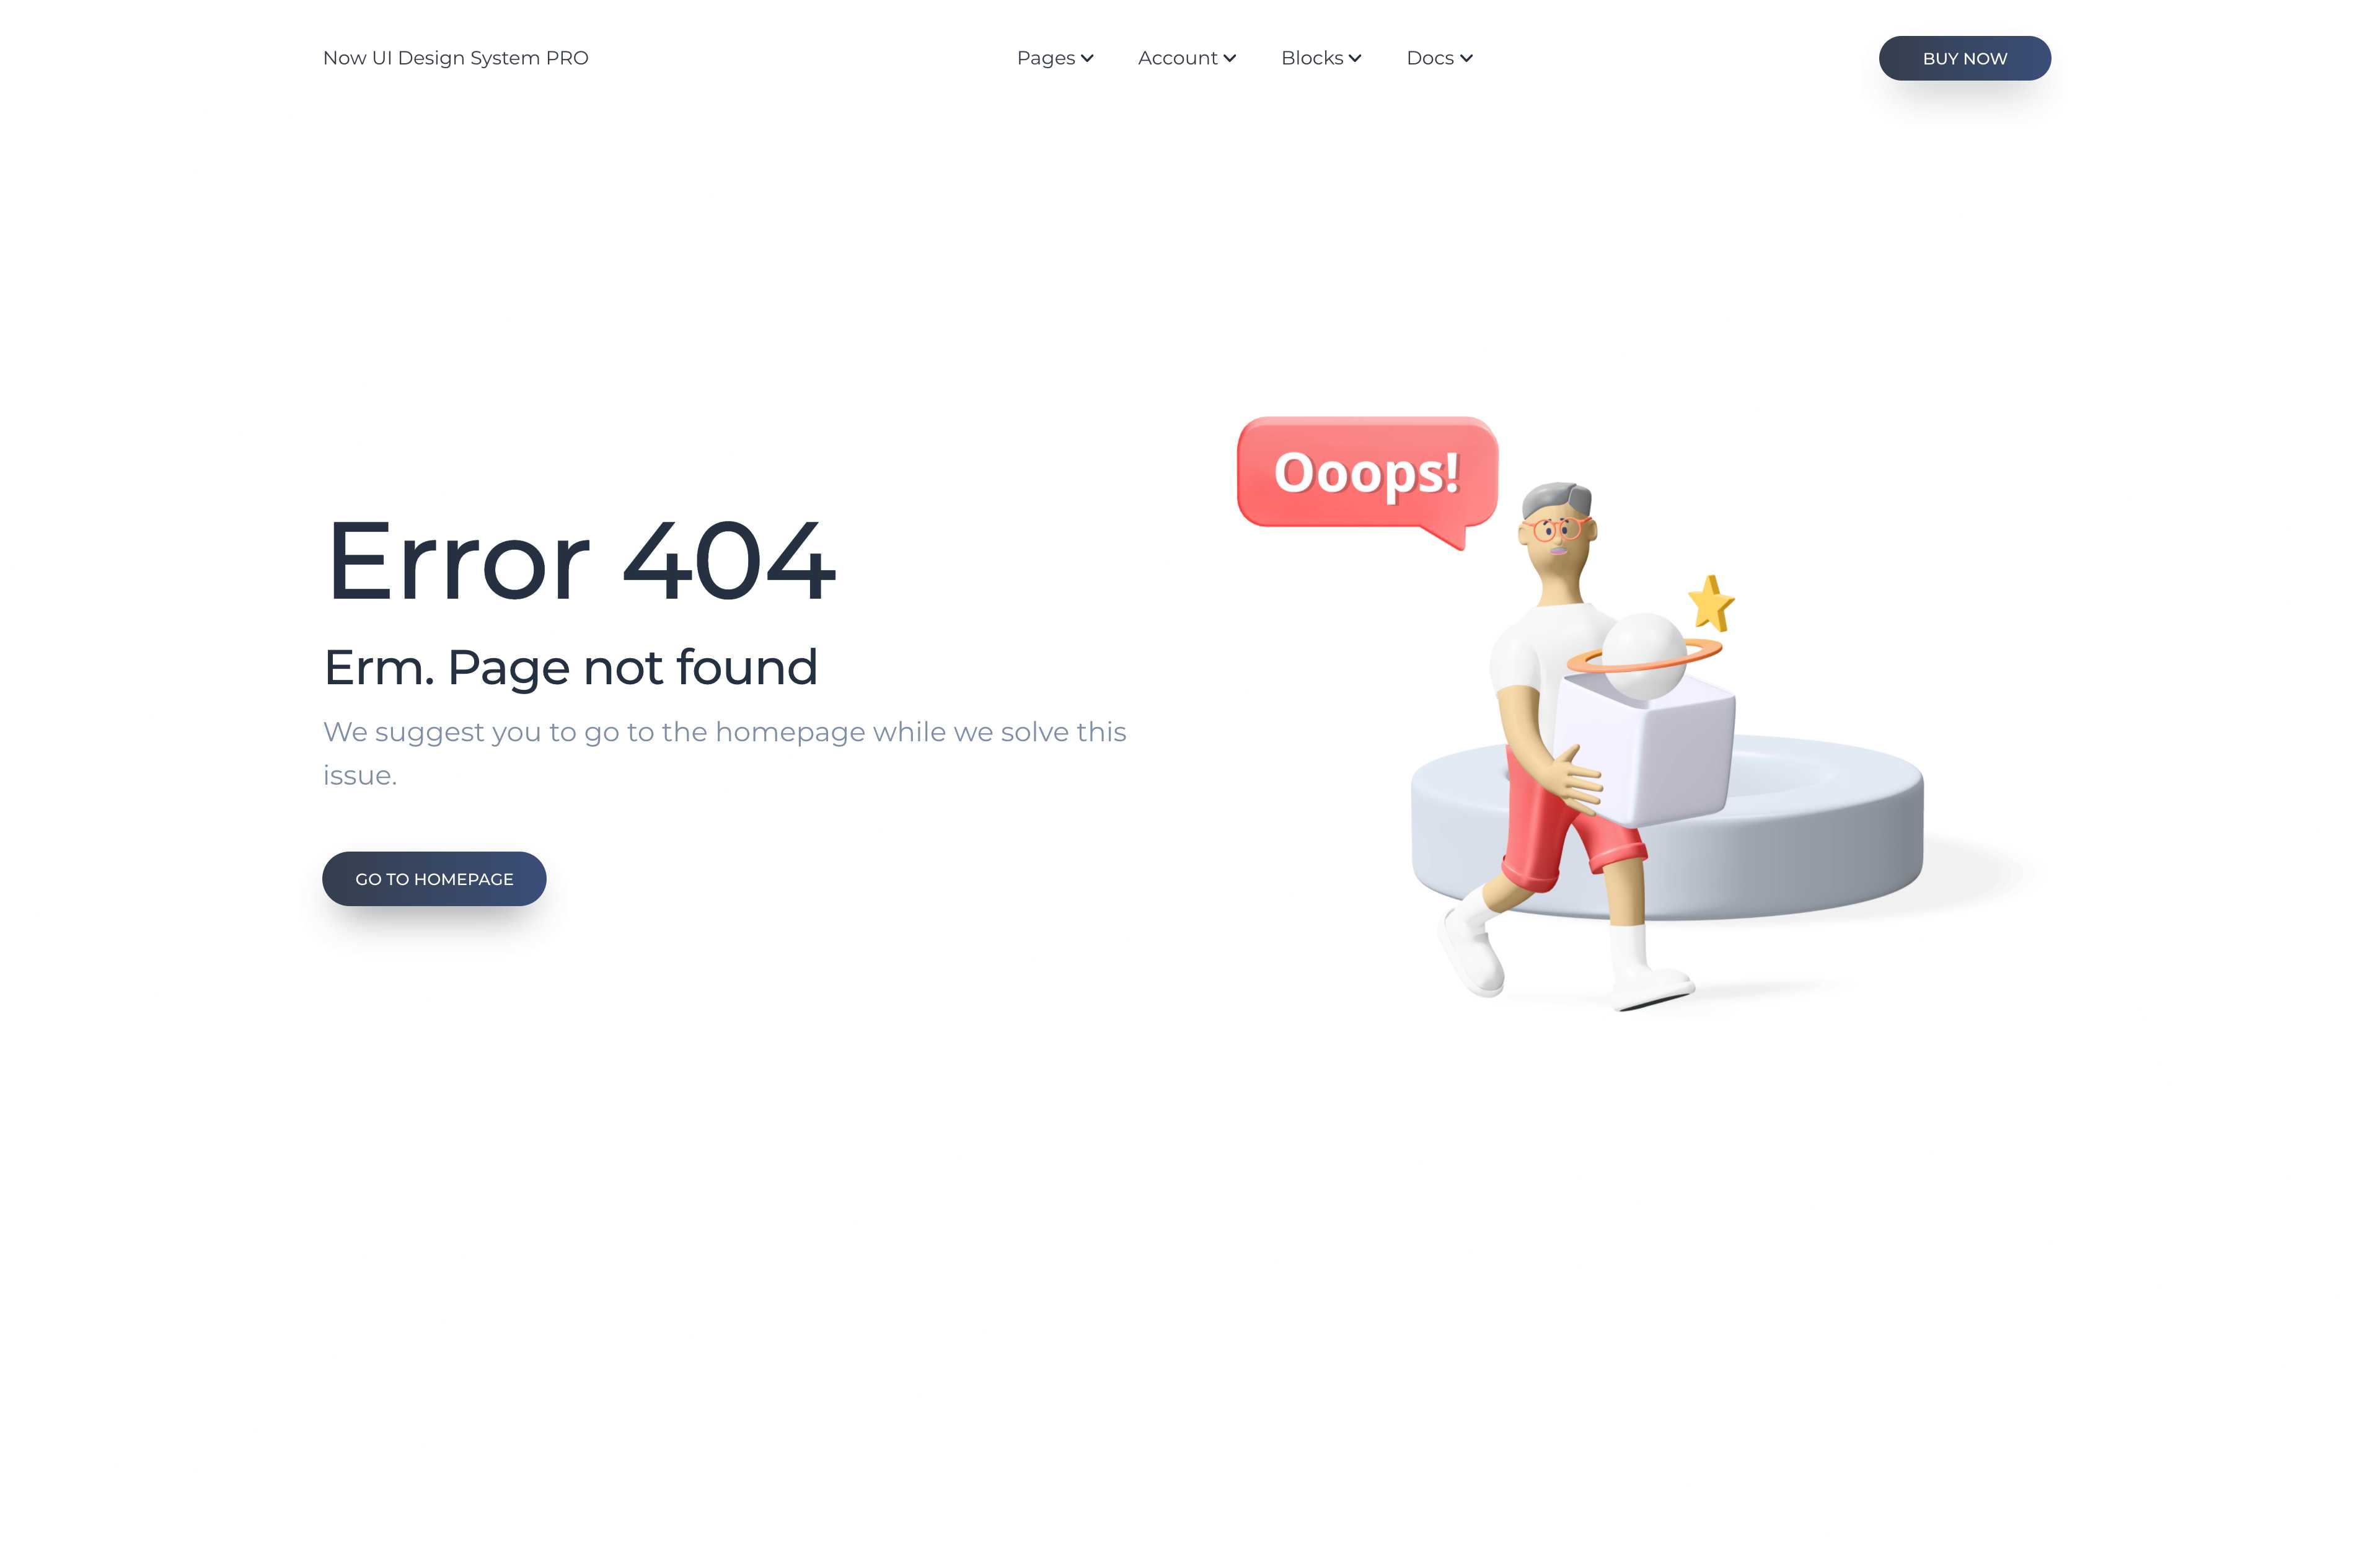 Now UI Design System PRO
Pages
Account
Blocks
Docs
BUY NOW
Ooops!
Error 404
Erm. Page not found
We suggest you to go to the homepage while we solve this
issue.
GO TO HOMEPAGE